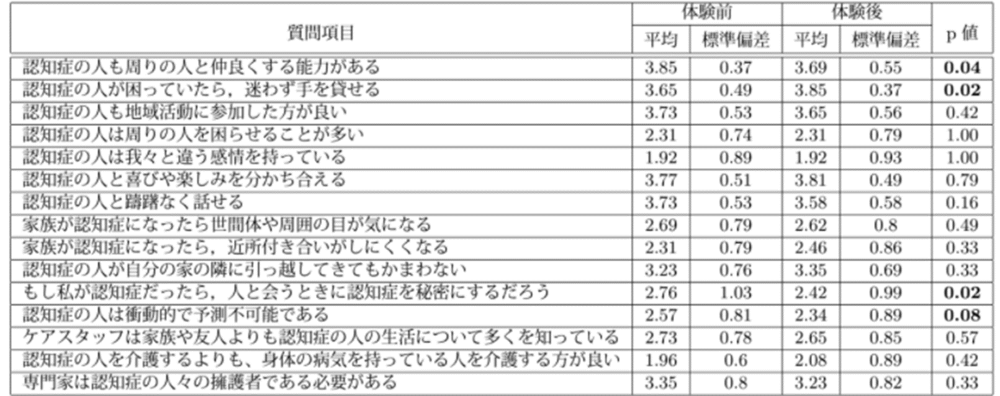 質問項目 体験前 体験後 p 値
平均 標準偏差 平均 標準偏差
認知症の人も周りの人と仲良くする能力がある 3.85 0.37 3.69 0.55 0.04
認知症の人が困っていたら，迷わず手を貸せる 3.65 0.49 3.85 0.37 0.02
認知症の人も地域活動に参加した方が良い 3.73 0.53 3.65 0.56 0.42
認知症の人は周りの人を困らせることが多い 2.31 0.74 2.31 0.79 1.00
認知症の人は我々と違う感情を持っている 1.92 0.89 1.92 0.93 1.00
認知症の人と喜びや楽しみを分かち合える 3.77 0.51 3.81 0.49 0.79
認知症の人と躊躇なく話せる 3.73 0.53 3.58 0.58 0.16
家族が認知症になったら世間体や周囲の目が気になる 2.69 0.79 2.62 0.8 0.49
家族が認知症になったら，近所付き合いがしにくくなる 2.31 0.79 2.46 0.86 0.33
認知症の人が自分の家の隣に引っ越してきてもかまわない 3.23 0.76 3.35 0.69 0.33
もし私が認知症だったら，人と会うときに認知症を秘密にするだろう 2.76 1.03 2.42 0.99 0.02
認知症の人は衝動的で予測不可能である 2.57 0.81 2.34 0.89 0.08
ケアスタッフは家族や友人よりも認知症の人の生活について多くを知っている 2.73 0.78 2.65 0.85 0.57
認知症の人を介護するよりも、身体の病気を持っている人を介護する方が良い 1.96 0.6 2.08 0.89 0.42
専門家は認知症の人々の擁護者である必要がある 3.35 0.8 3.23 0.82 0.33